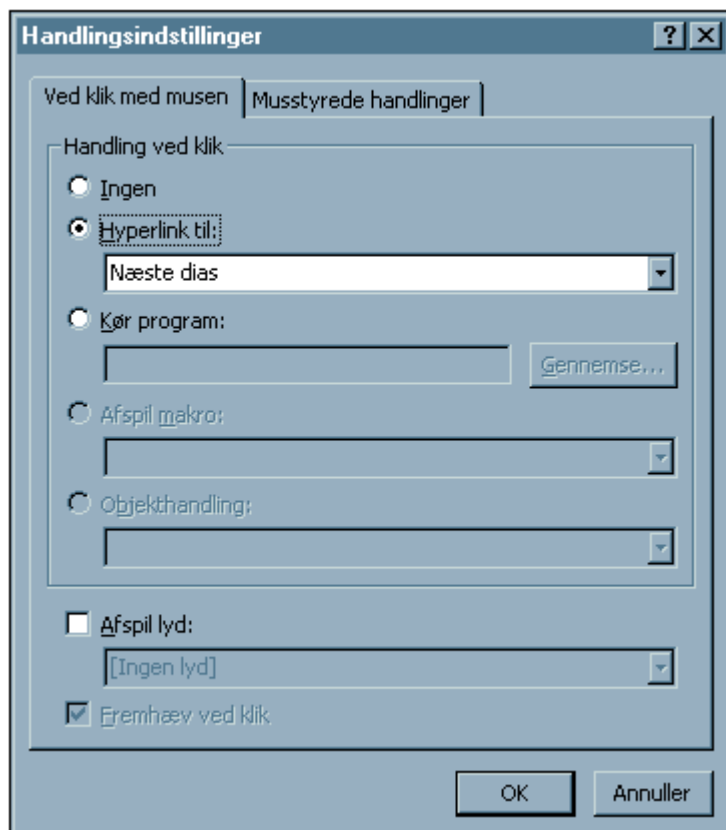 Handlingsindstillinger
Ved klik med musen Musstyrede handlinger
Handling ved klik
Ingen
Hyperlink til:
Næste dias
Kør program:
Gennemse...
Afspil makro:
Objekthandling:
Afspil lyd:
[Ingen lyd]
Fremhæv ved klik
OK Annuller